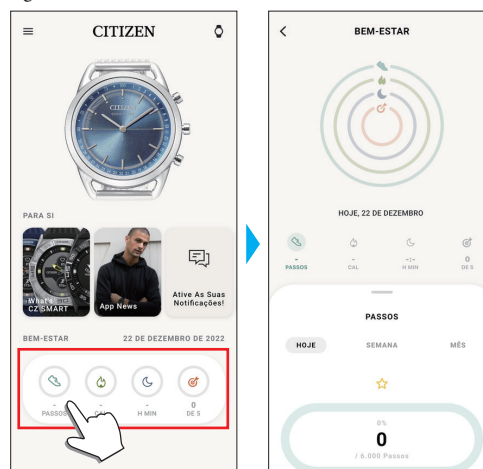 CITIZEN
CITIZEN
PARA SI
What's
CZ SMART
App News
Ative As Suas
Notificações!
BEM-ESTAR 22 DE DEZEMBRO DE 2022
- - - 0
PASSOS CAL H MIN DE 5
BEM-ESTAR
HOJE, 22 DE DEZEMBRO
- - -:- 0
PASSOS CAL H MIN DE 5
PASSOS
HOJE SEMANA MÊS
0%
0
/ 6.000 Passos